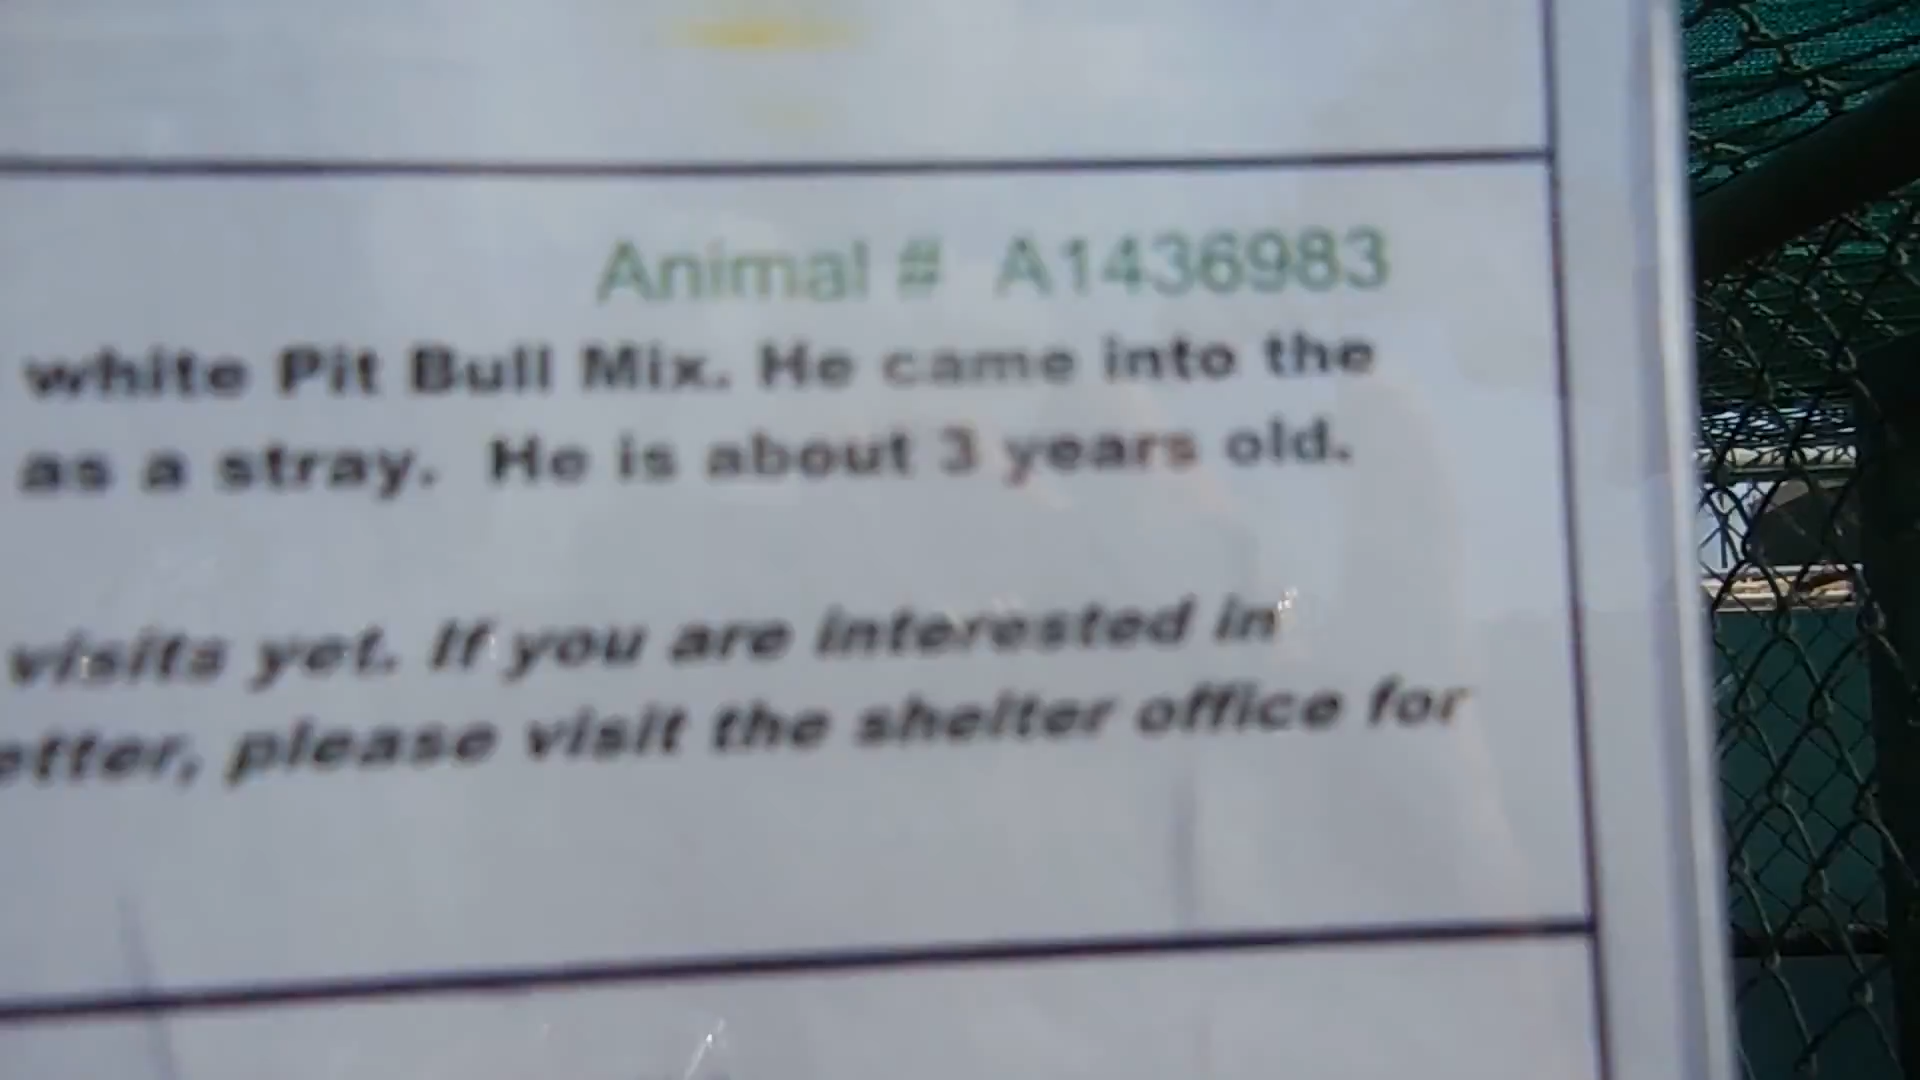 Animal # A1436983
white Pit Bull Mix. He came into the
as a stray. He is about 3 years old.
visits yet. If you are interested in
etter, please visit the shelter office for